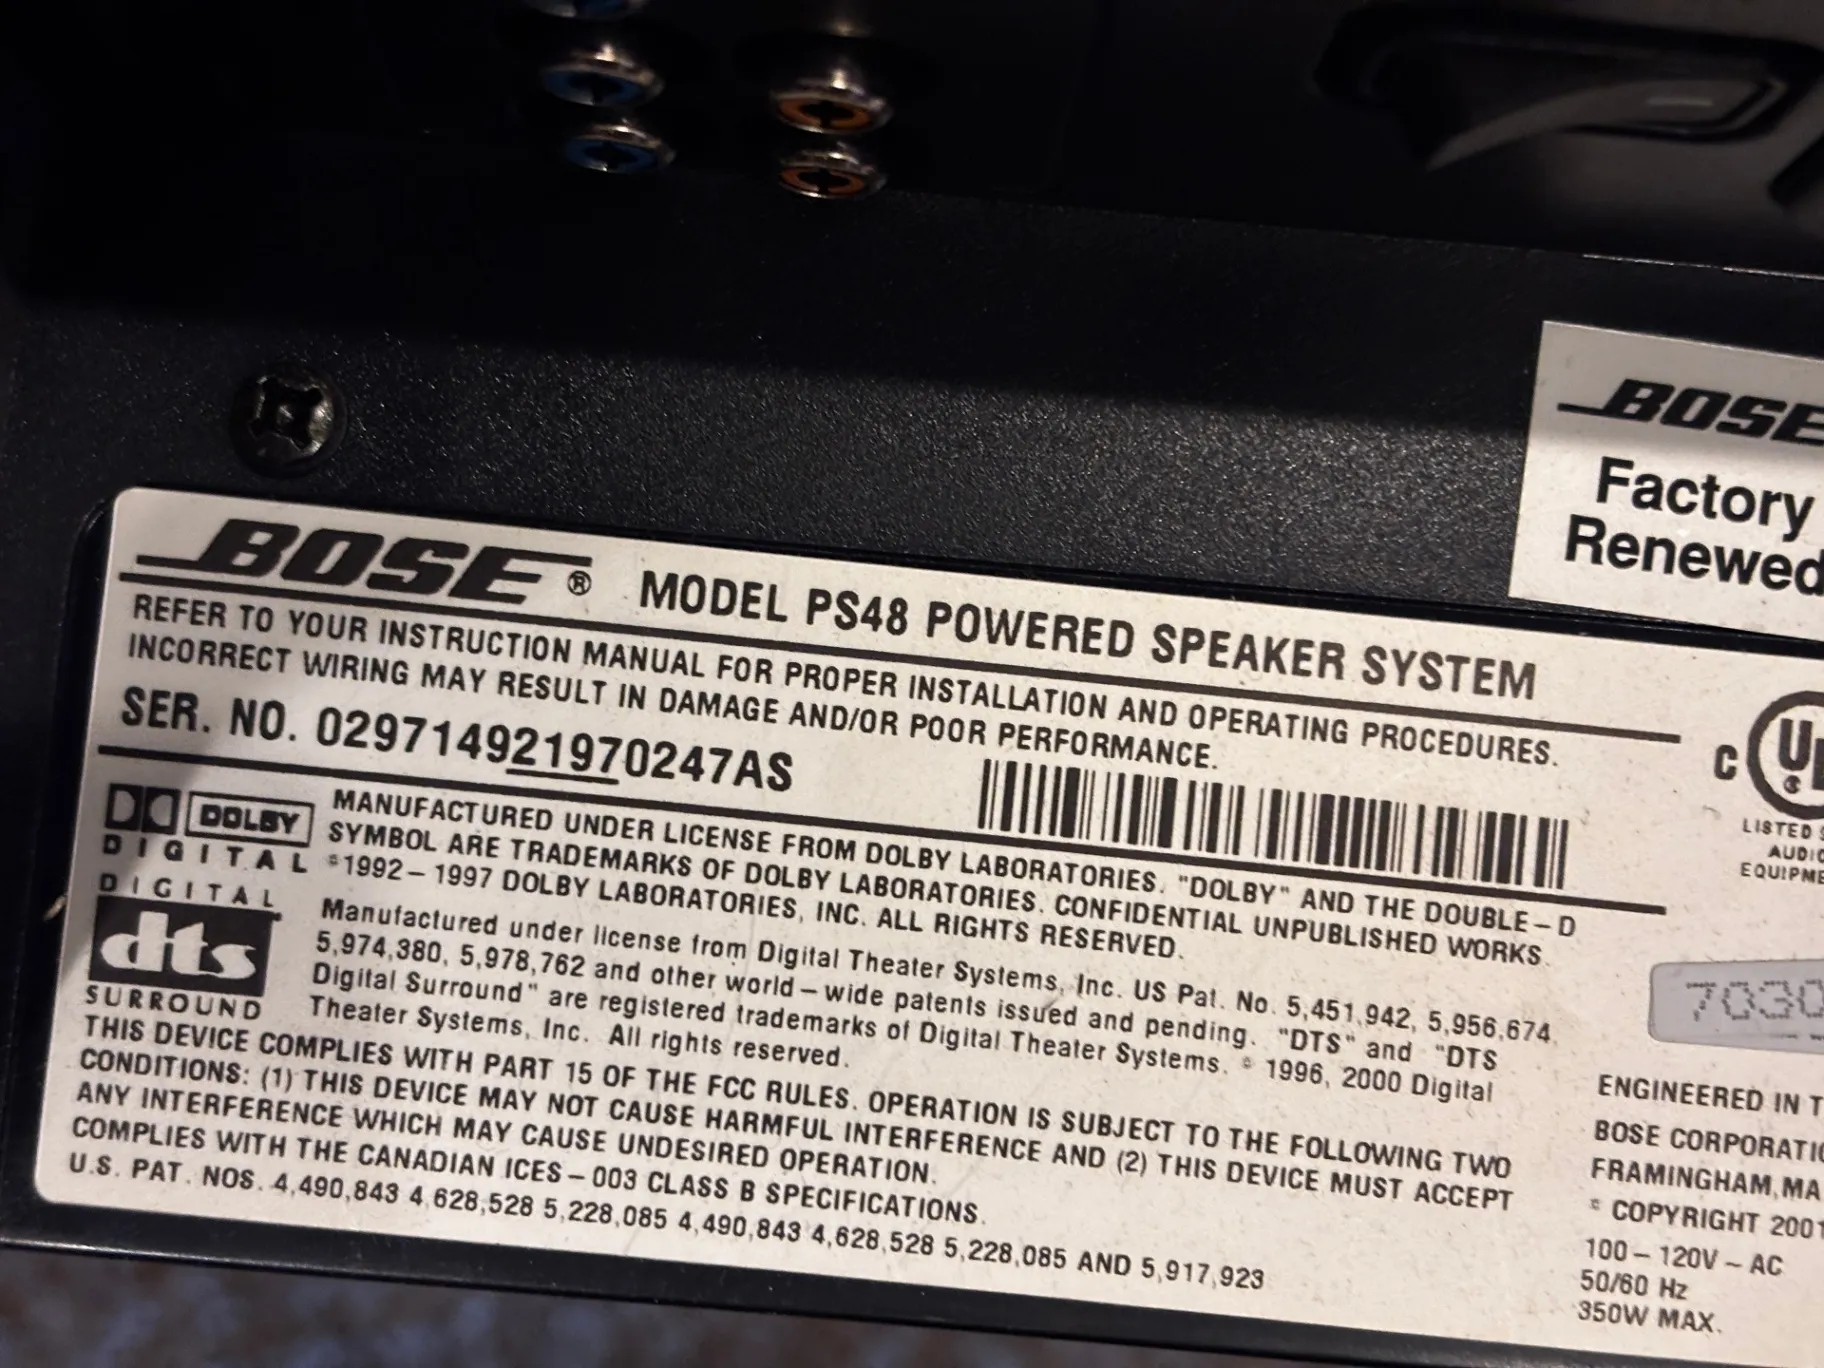 BOSE
Factory
Renewed
BOSE® MODEL PS48 POWERED SPEAKER SYSTEM
REFER TO YOUR INSTRUCTION MANUAL FOR PROPER INSTALLATION AND OPERATING PROCEDURES.
INCORRECT WIRING MAY RESULT IN DAMAGE AND/OR POOR PERFORMANCE.
SER. NO. 029714921970247AS
C UL
LISTED
AUDIO
DOLBY
DIGITAL
MANUFACTURED UNDER LICENSE FROM DOLBY LABORATORIES. "DOLBY" AND THE DOUBLE-D
SYMBOL ARE TRADEMARKS OF DOLBY LABORATORIES. CONFIDENTIAL UNPUBLISHED WORKS.
©1992-1997 DOLBY LABORATORIES, INC. ALL RIGHTS RESERVED.
DIGITAL
dts
SURROUND
Manufactured under license from Digital Theater Systems, Inc. US Pat. No. 5,451,942, 5,956,674,
5,974,380, 5,978,762 and other world-wide patents issued and pending. "DTS" and "DTS
Digital Surround" are registered trademarks of Digital Theater Systems. © 1996, 2000 Digital
Theater Systems, Inc. All rights reserved.
THIS DEVICE COMPLIES WITH PART 15 OF THE FCC RULES. OPERATION IS SUBJECT TO THE FOLLOWING TWO
CONDITIONS: (1) THIS DEVICE MAY NOT CAUSE HARMFUL INTERFERENCE AND (2) THIS DEVICE MUST ACCEPT
ANY INTERFERENCE WHICH MAY CAUSE UNDESIRED OPERATION.
COMPLIES WITH THE CANADIAN ICES-003 CLASS B SPECIFICATIONS.
U.S. PAT. NOS. 4,490,843 4,628,528 5,228,085 4,490,843 4,628,528 5,228,085 AND 5,917,923
7030
ENGINEERED IN
BOSE
FRAMINGHAM, MA
© COPYRIGHT 2001
100-120V ~ AC
50/60 Hz
350W MAX.